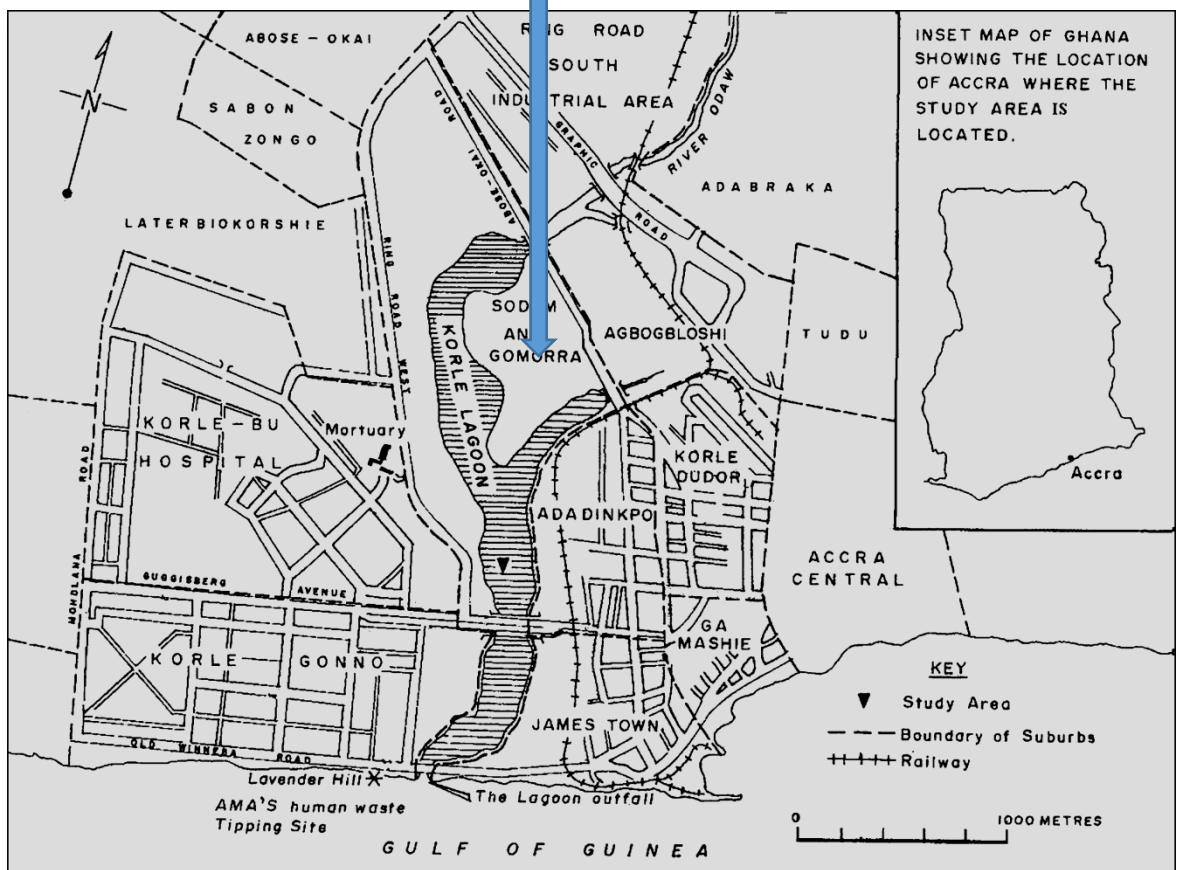 ABOSE-OKAI
RING ROAD
SOUTH
INDUSTRIAL AREA
SABON
ZONGO
N
ABOSE-OKAI ROAD
GRAPHIC ROAD
RIVER ODAW
ADABRAKA
LATERBIOKORSHIE
RING ROAD WEST
SODOM
AND
GOMORRA
AGBOGBLOSHI
TUDU
KORLE LAGOON
KORLE-BU
HOSPITAL
Mortuary
KORLE
DUDOR
ADADINKPO
ACCRA
CENTRAL
GUGGISBERG AVENUE
ROAD
KORLE GONNO
GA
MASHIE
JAMES TOWN
OLD WINNEBA ROAD
Lavender Hill
The Lagoon outfall
AMA'S human waste
Tipping Site
GULF OF GUINEA
INSET MAP OF GHANA
SHOWING THE LOCATION
OF ACCRA WHERE THE
STUDY AREA IS
LOCATED.
Accra
KEY
Study Area
Boundary of Suburbs
Railway
0 1000 METRES